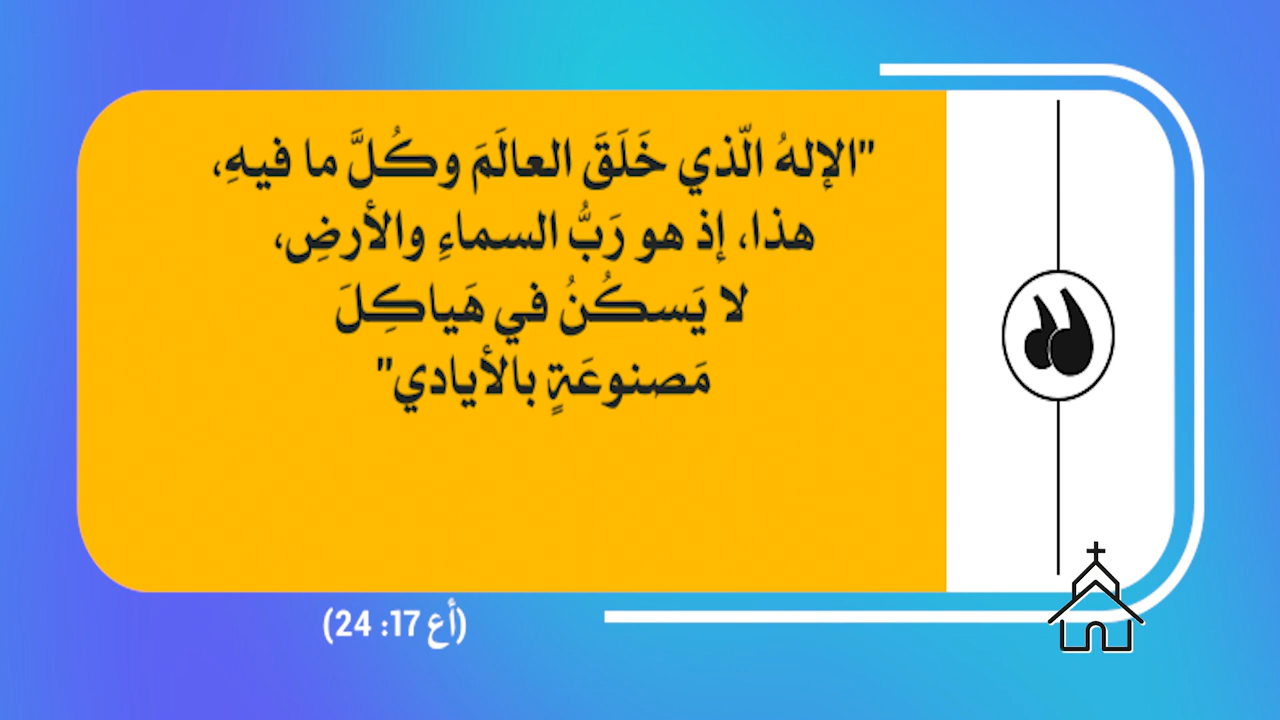 "الإلهُ الّذي خَلَقَ العالَمَ وكُلَّ ما فيهِ،
هذا، إذ هو رَبُّ السماءِ والأرضِ،
لا يَسكُنُ في هَياكِلَ
مَصنوعَةٍ بالأيادي"
(أع 17: 24)